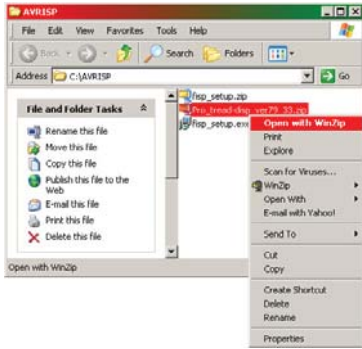 AVRISP
File Edit View Favorites Tools Help
Back Search Folders
Address C:\AVRISP Go
File and Folder Tasks
Rename this file
Move this file
Copy this file
Publish this file to the Web
E-mail this file
Print this file
Delete this file
fisp_setup.zip
Pro_bread-disp_ver79_33.zip
fisp_setup.exe
Open with WinZip
Print
Explore
Scan for Viruses...
WinZip
Open With
E-mail with Yahoo!
Send To
Cut
Copy
Create Shortcut
Delete
Rename
Properties
Open with WinZip